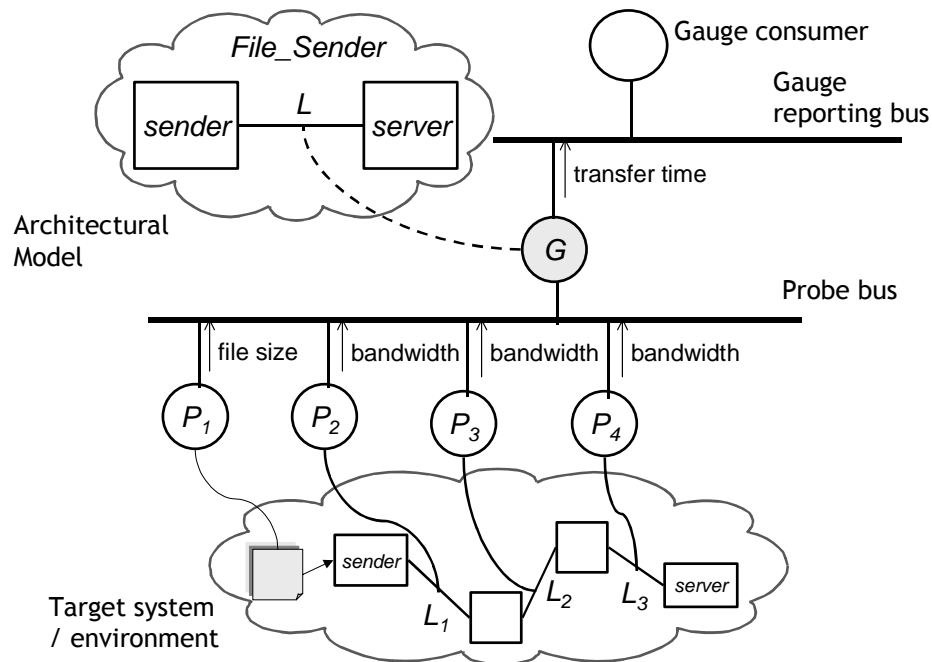 File_Sender
Gauge consumer
L
sender
server
Gauge
reporting bus
transfer time
Architectural
Model
G
Probe bus
file size
bandwidth
bandwidth
bandwidth
P1
P2
P3
P4
sender
L1
L2
L3
server
Target system
/ environment